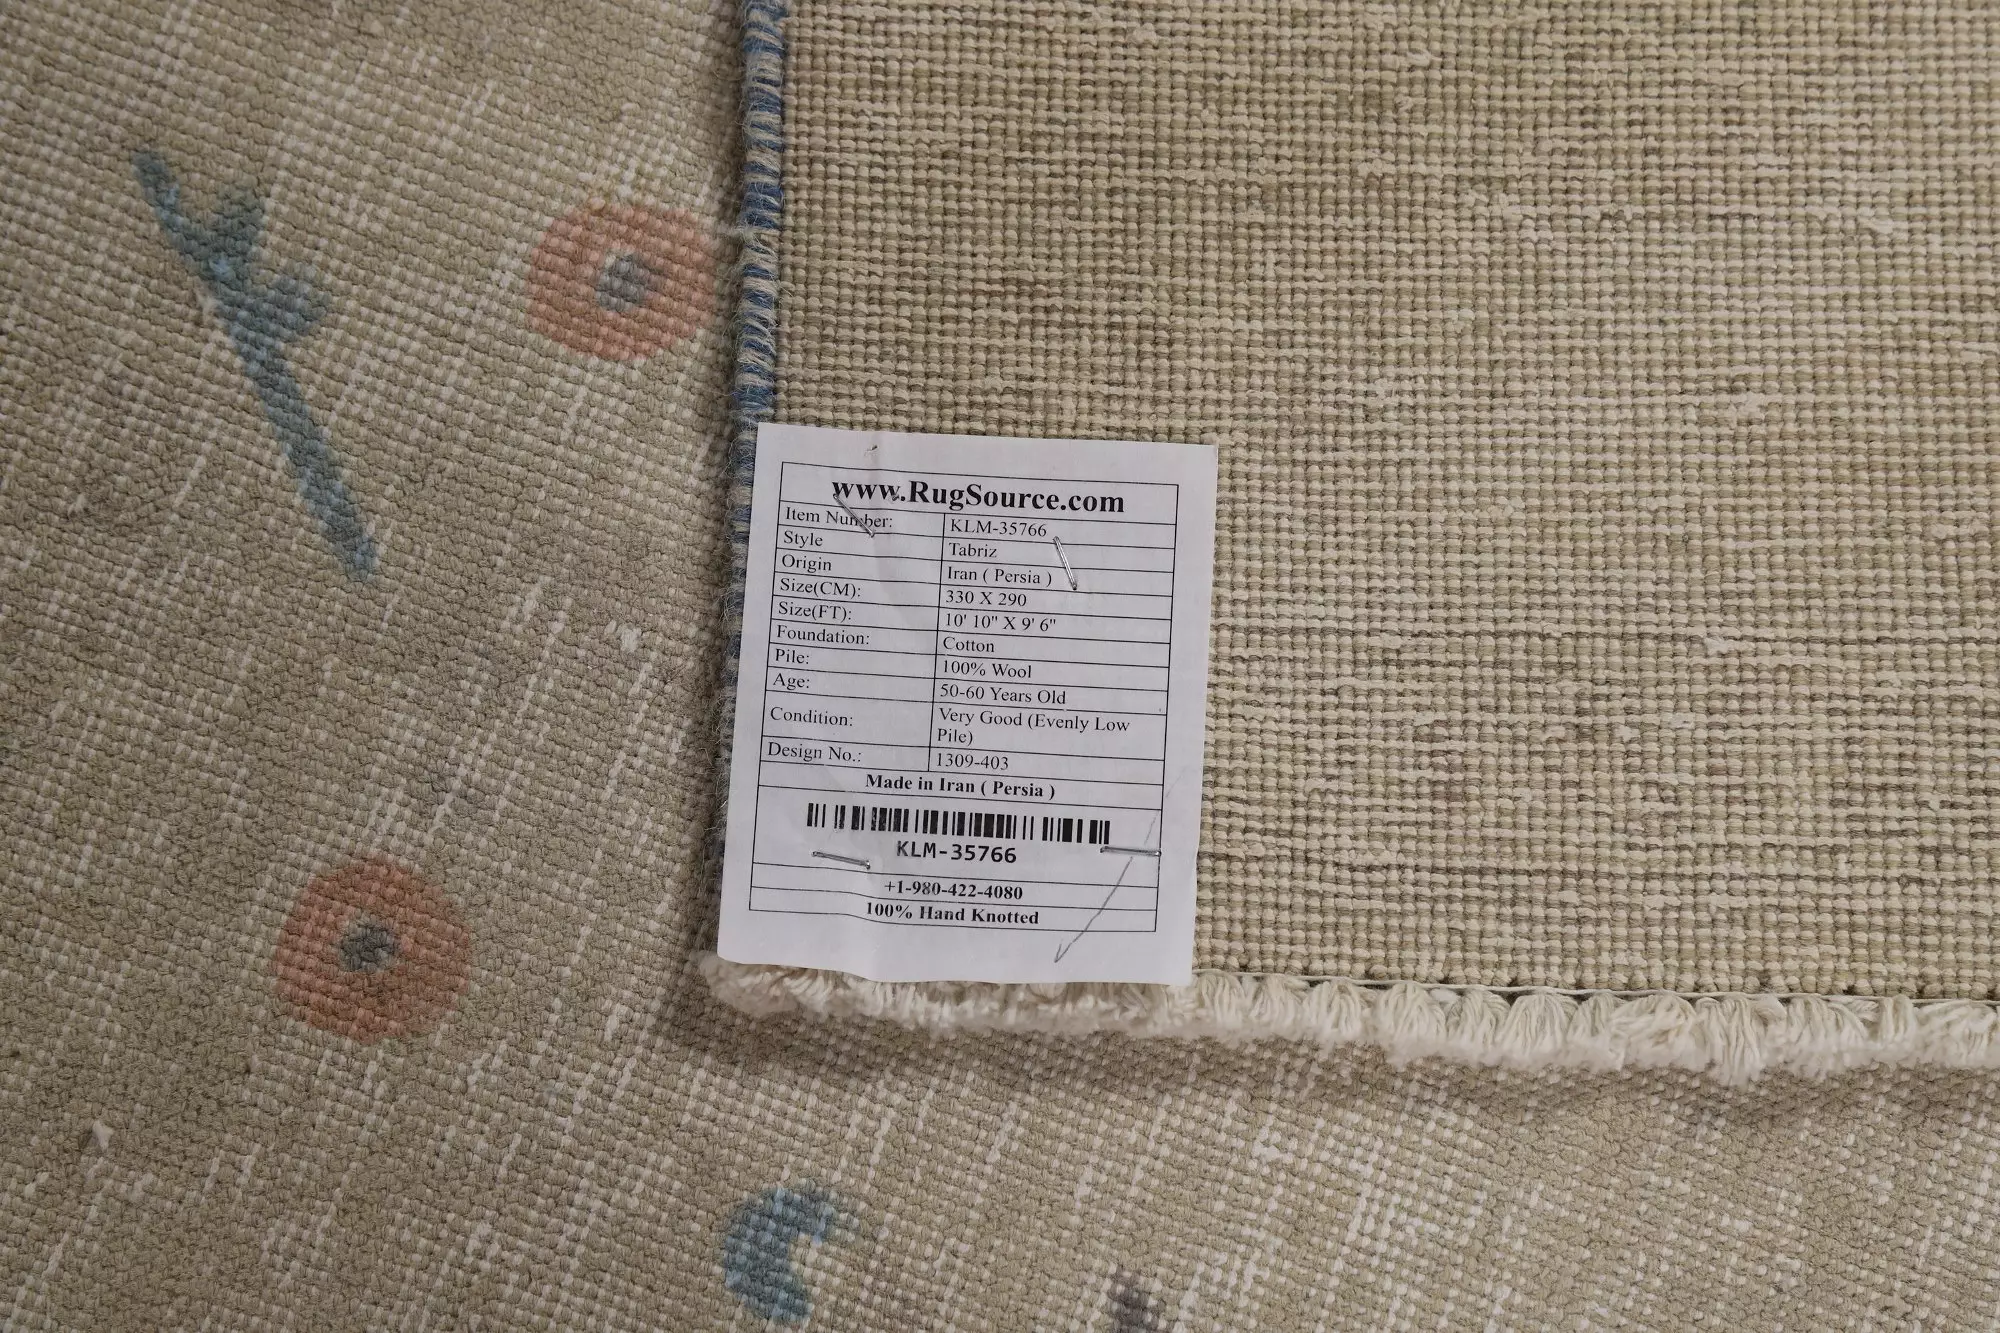 www.RugSource.com
Item Number: KLM-35766
Style Tabriz
Origin Iran ( Persia )
Size(CM): 330 X 290
Size(FT): 10' 10" X 9' 6"
Foundation: Cotton
Pile: 100% Wool
Age: 50-60 Years Old
Condition: Very Good (Evenly Low
Pile)
Design No.: 1309-403
Made in Iran ( Persia )
KLM-35766
+1-980-422-4080
100% Hand Knotted